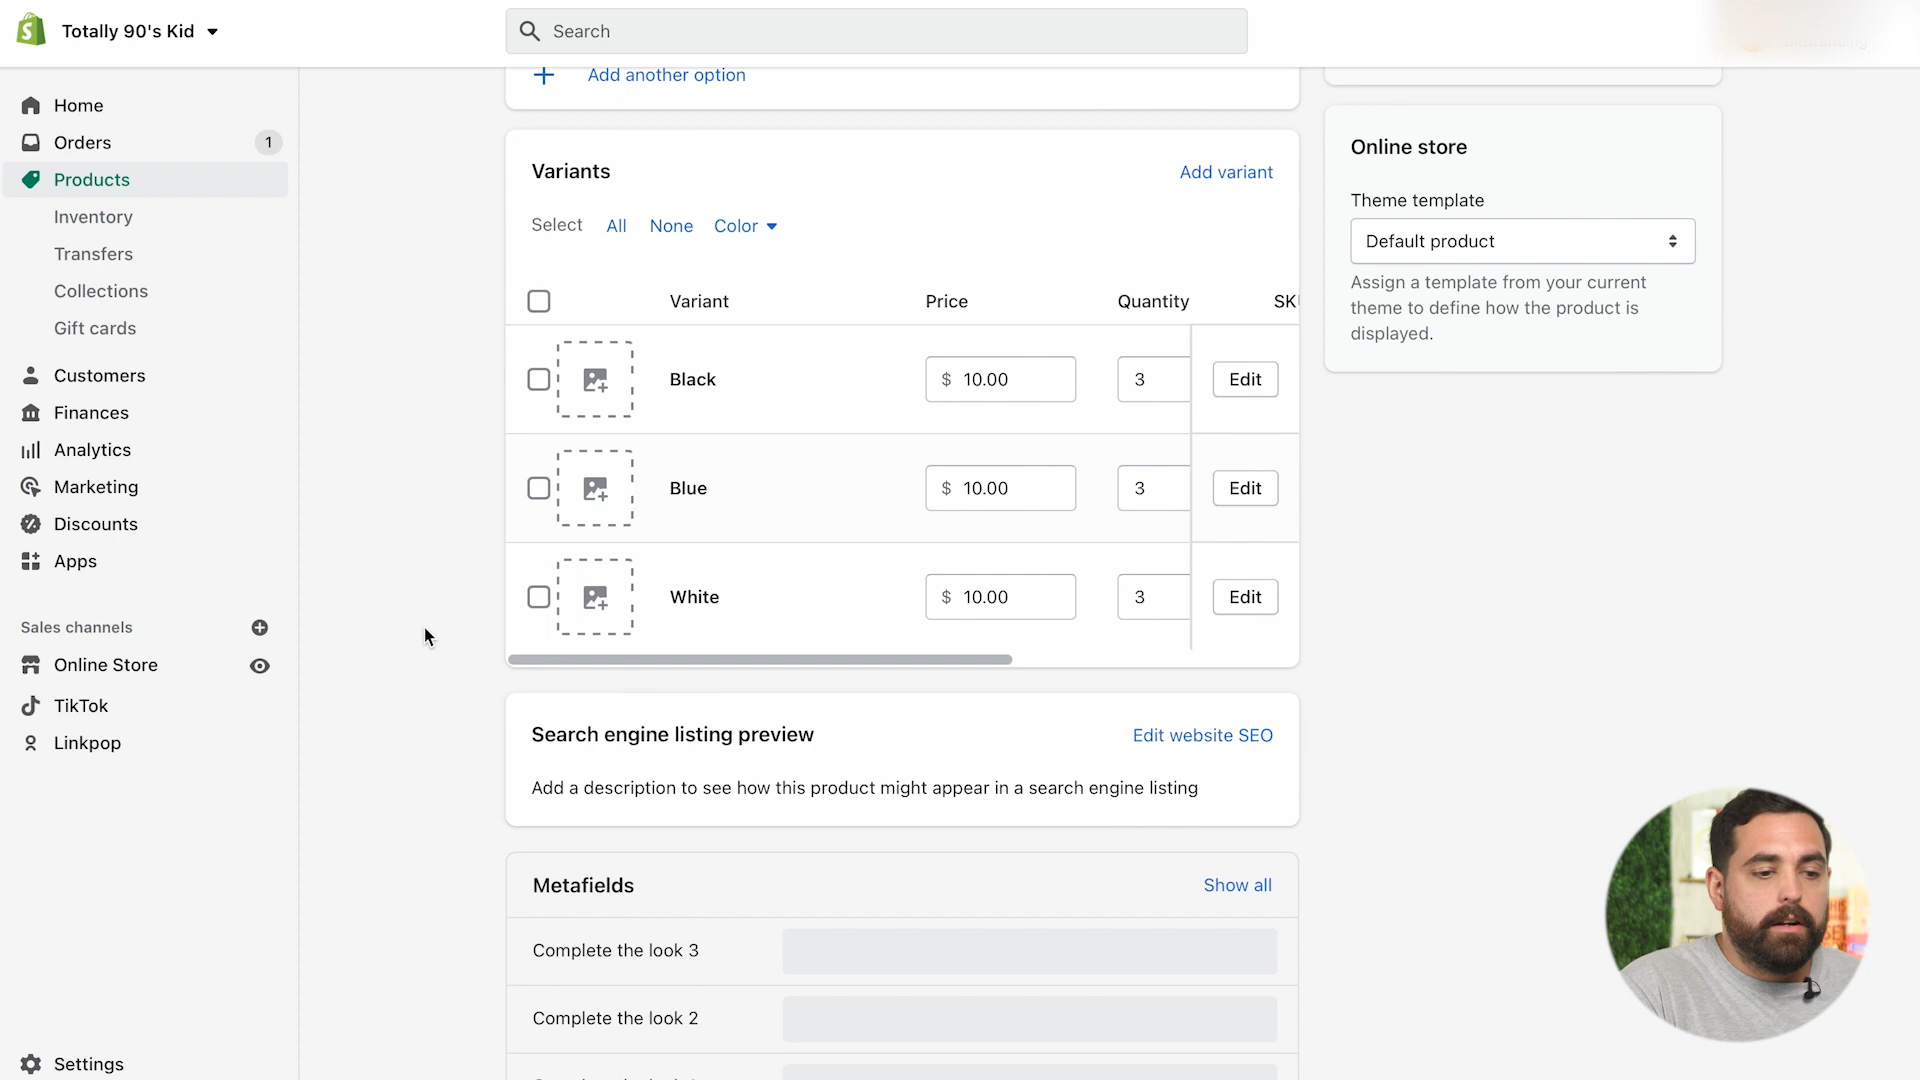 Totally 90's Kid
Search
Home
Orders 1
Products
Inventory
Transfers
Collections
Gift cards
Customers
Finances
Analytics
Marketing
Discounts
Apps
Sales channels
Online Store
TikTok
Linkpop
Settings
Add another option
Variants Add variant
Select All None Color
Variant Price Quantity SK
Black $ 10.00 3 Edit
Blue $ 10.00 3 Edit
White $ 10.00 3 Edit
Search engine listing preview Edit website SEO
Add a description to see how this product might appear in a search engine listing
Metafields Show all
Complete the look 3
Complete the look 2
Online store
Theme template
Default product
Assign a template from your current
theme to define how the product is
displayed.